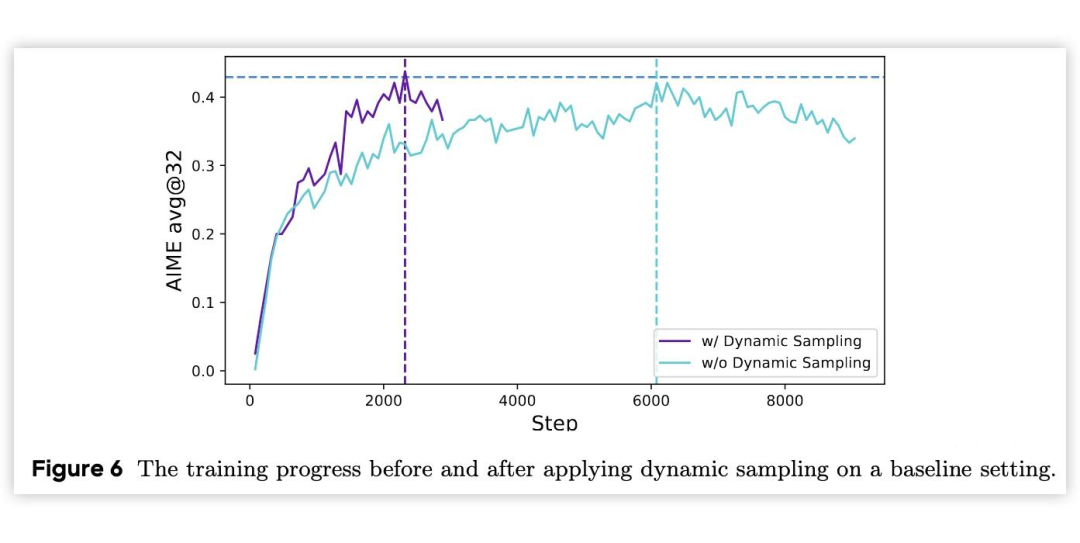 AIME avg@32
0.4
0.3
0.2
0.1
0.0
w/ Dynamic Sampling
w/o Dynamic Sampling
0 2000 4000 6000 8000
Step
Figure 6 The training progress before and after applying dynamic sampling on a baseline setting.